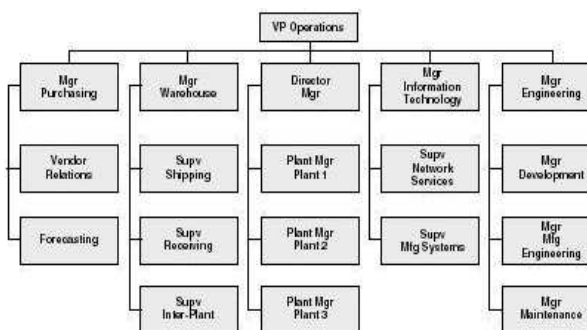 VP Operations
Mgr
Purchasing
Mgr
Warehouse
Director
Mgr
Mgr
Information
Technology
Mgr
Engineering
Vendor
Relations
Supv
Shipping
Plant Mgr
Plant 1
Supv
Network
Services
Mgr
Development
Forecasting
Supv
Receiving
Plant Mgr
Plant 2
Supv
Mfg Systems
Mgr
Mfg
Engineering
Supv
Inter-Plant
Plant Mgr
Plant 3
Mgr
Maintenance